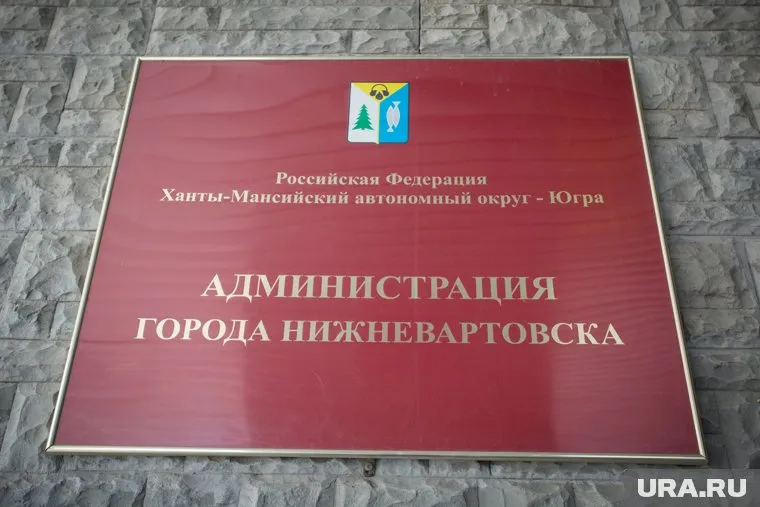 Российская Федерация
Ханты-Мансийский автономный округ - Югра
АДМИНИСТРАЦИЯ
ГОРОДА НИЖНЕВАРТОВСКА
URA.RU